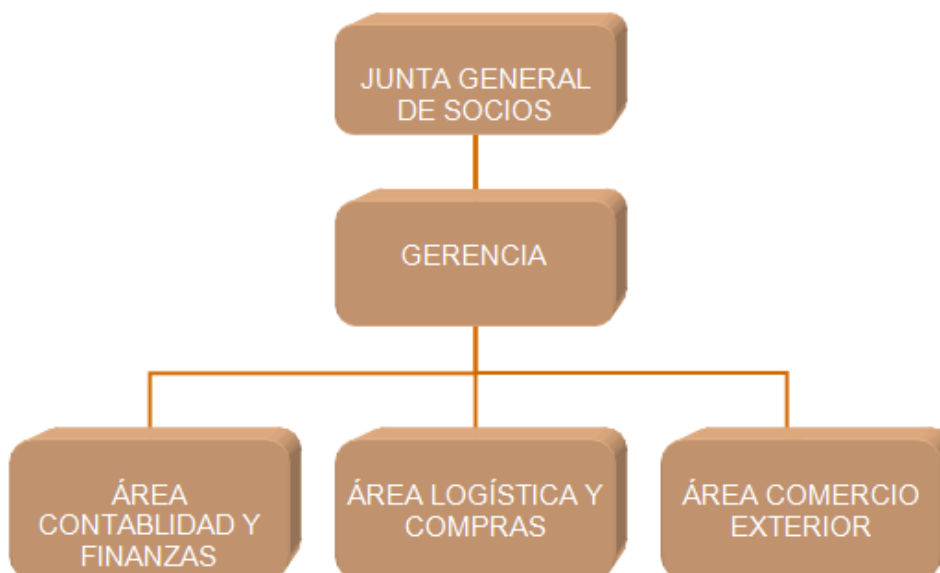 JUNTA GENERAL
DE SOCIOS
GERENCIA
ÁREA
CONTABLIDAD Y
FINANZAS
ÁREA LOGÍSTICA Y
COMPRAS
ÁREA COMERCIO
EXTERIOR